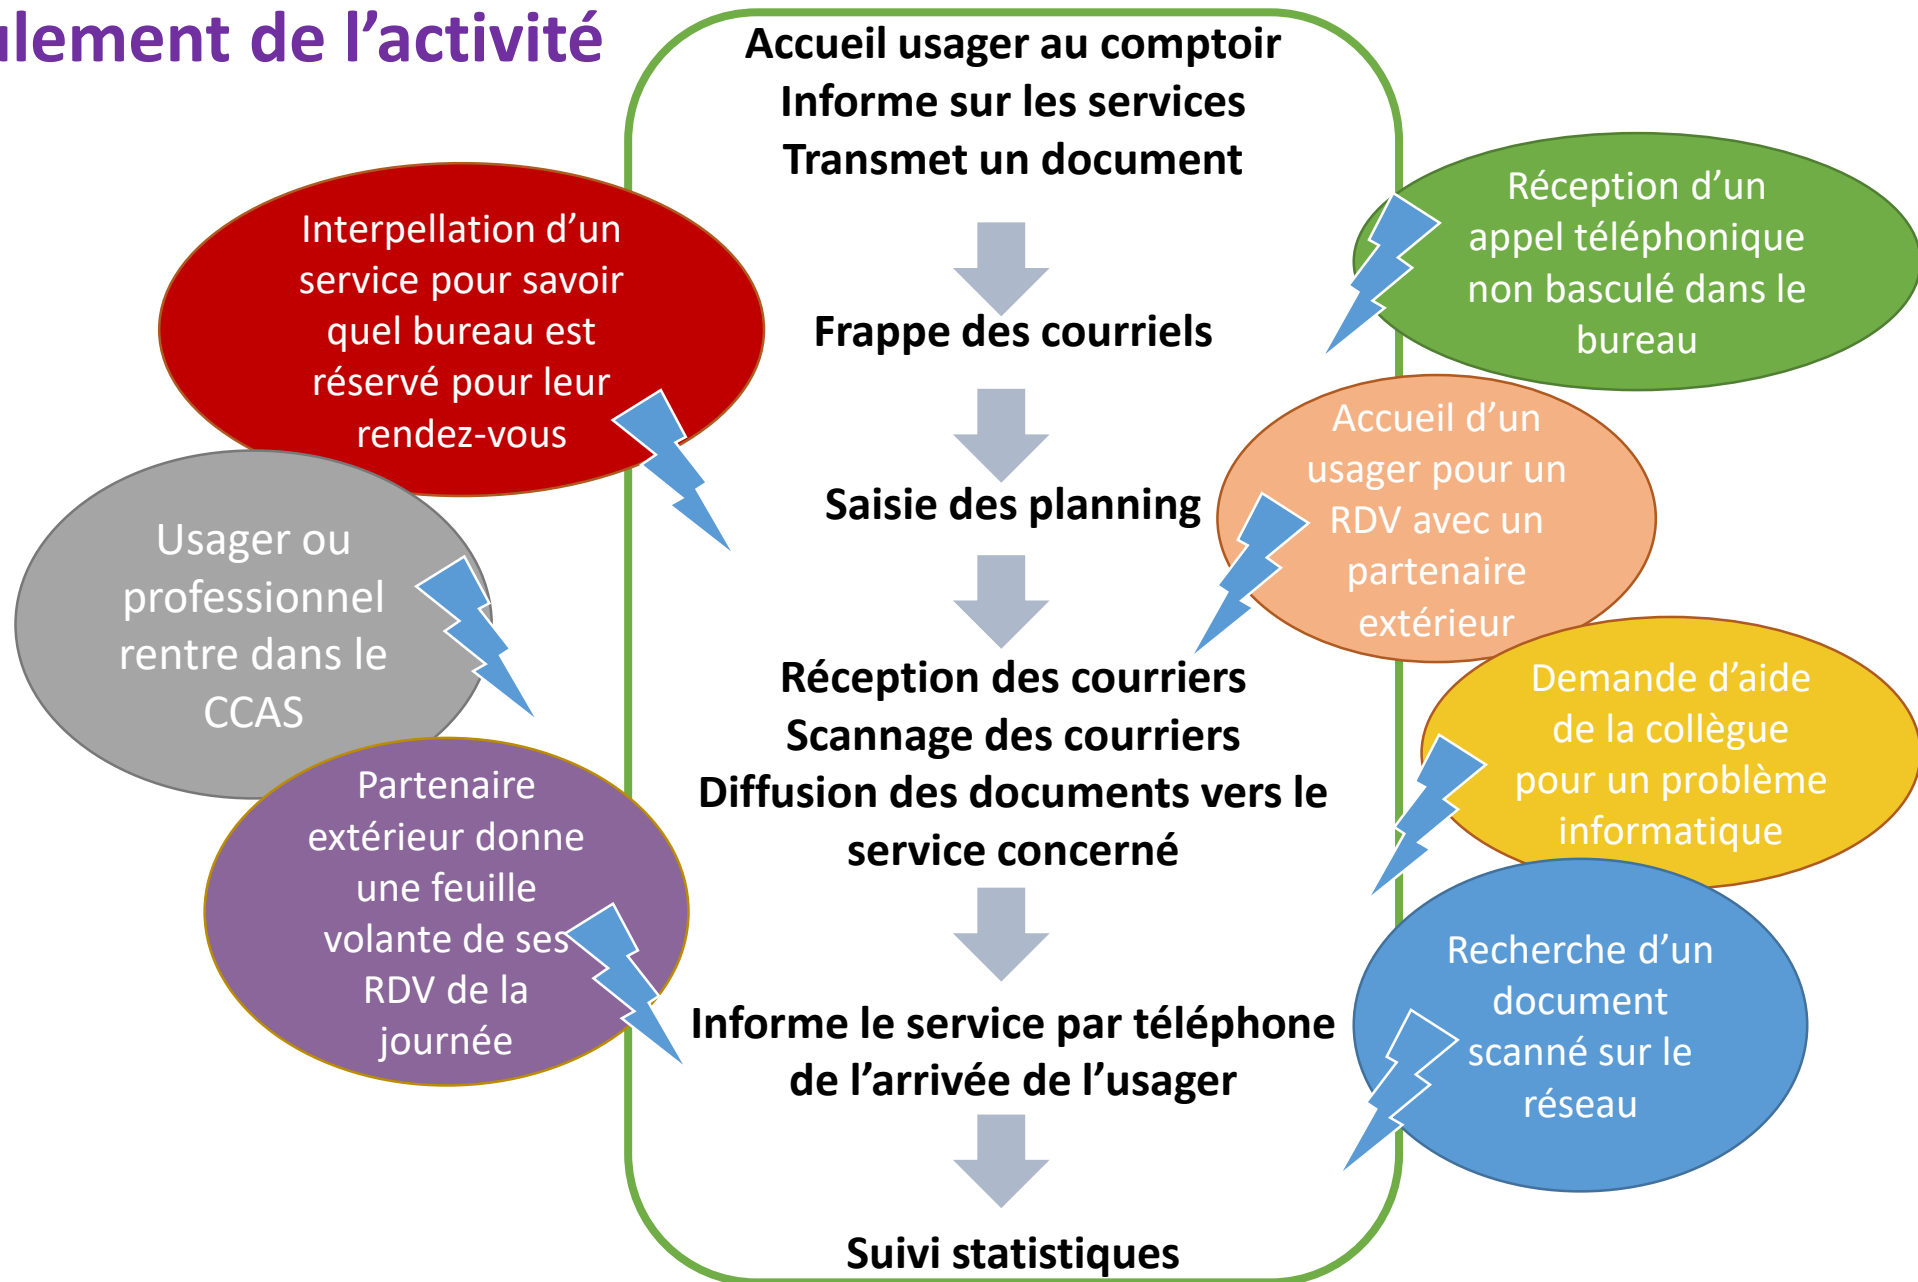 ulement de l’activité
Accueil usager au comptoir
Informe sur les services
Transmet un document
Frappe des courriels
Saisie des planning
Réception des courriers
Scannage des courriers
Diffusion des documents vers le
service concerné
Informe le service par téléphone
de l’arrivée de l’usager
Suivi statistiques
Interpellation d’un
service pour savoir
quel bureau est
réservé pour leur
rendez-vous
Usager ou
professionnel
rentre dans le
CCAS
Partenaire
extérieur donne
une feuille
volante de ses
RDV de la
journée
Réception d’un
appel téléphonique
non basculé dans le
bureau
Accueil d’un
usager pour un
RDV avec un
partenaire
extérieur
Demande d’aide
de la collègue
pour un problème
informatique
Recherche d’un
document
scanné sur le
réseau